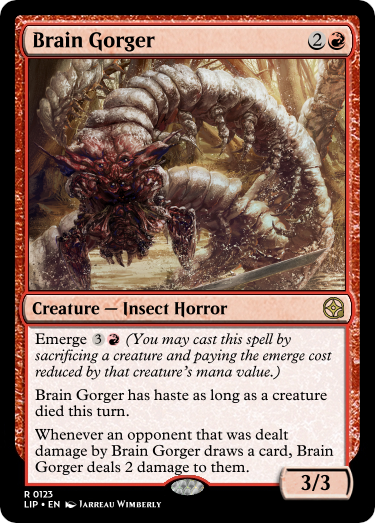 Brain Gorger 2
Creature — Insect Horror
Emerge 3 (You may cast this spell by
sacrificing a creature and paying the emerge cost
reduced by that creature's mana value.)
Brain Gorger has haste as long as a creature
died this turn.
Whenever an opponent that was dealt
damage by Brain Gorger draws a card, Brain
Gorger deals 2 damage to them.
3/3
R 0123
LIP • EN Jarreau Wimberly